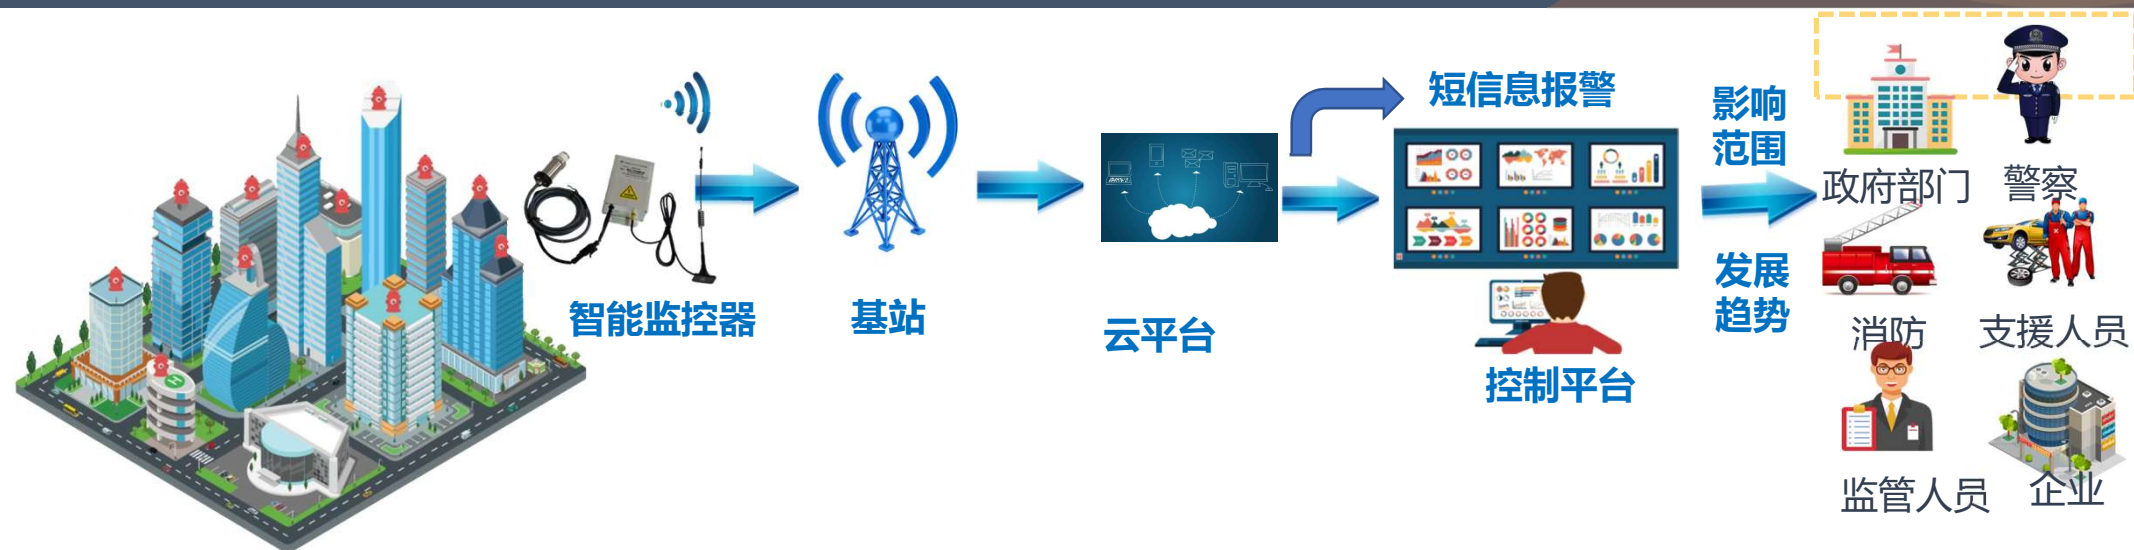 智能监控器
基站
云平台
短信息报警
控制平台
影响
范围
发展
趋势
政府部门
警察
消防
支援人员
监管人员
企业